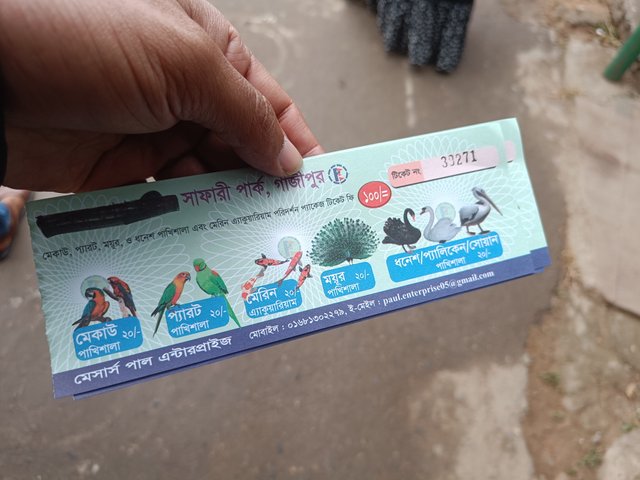 সাফারী পার্ক, গাজীপুর
টিকেট নং 33271
মেকাউ, প্যারট, ময়ূর, ও ধনেশ পাখিশালা এবং মেরিন এ্যাকুয়ারিয়াম পরিদর্শন প্যাকেজ টিকেট ফি ১০০/=
মেকাউ ২০/-
পাখিশালা
প্যারট ২০/-
পাখিশালা
মেরিন ২০/-
এ্যাকুয়ারিয়াম
ময়ূর ২০/-
পাখিশালা
ধনেশ/প্যালিকেন/সোয়ান
পাখিশালা ২০/-
মেসার্স পাল এন্টারপ্রাইজ মোবাইল : ০১৬৮১৩০২২৭৯, ই-মেইল : paul.enterprise05@gmail.com